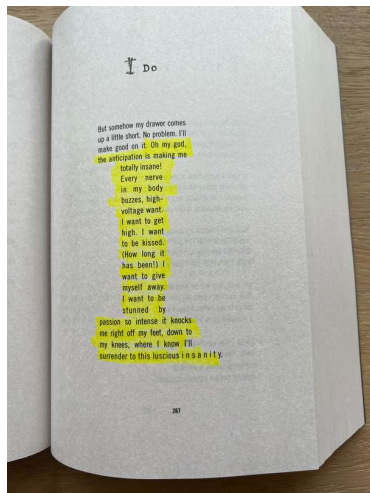 I Do
But somehow my drawer comes
up a little short. No problem. I'll
make good on it. Oh my god,
the anticipation is making me
totally insane!
Every nerve
in my body
buzzes, high-
voltage want.
I want to get
high. I want
to be kissed.
(How long it
has been!) I
want to give
myself away.
I want to be
stunned by
passion so intense it knocks
me right off my feet, down to
my knees, where I know I'll
surrender to this luscious i n s a n i t y.
267